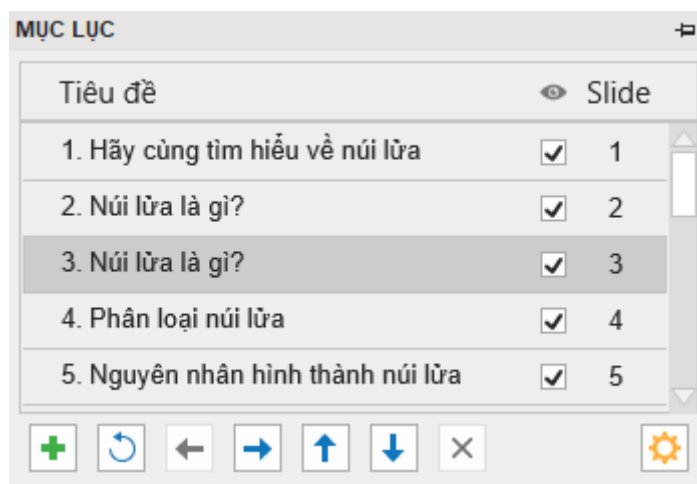 MỤC LỤC
Tiêu đề Slide
1. Hãy cùng tìm hiểu về núi lửa 1
2. Núi lửa là gì? 2
3. Núi lửa là gì? 3
4. Phân loại núi lửa 4
5. Nguyên nhân hình thành núi lửa 5